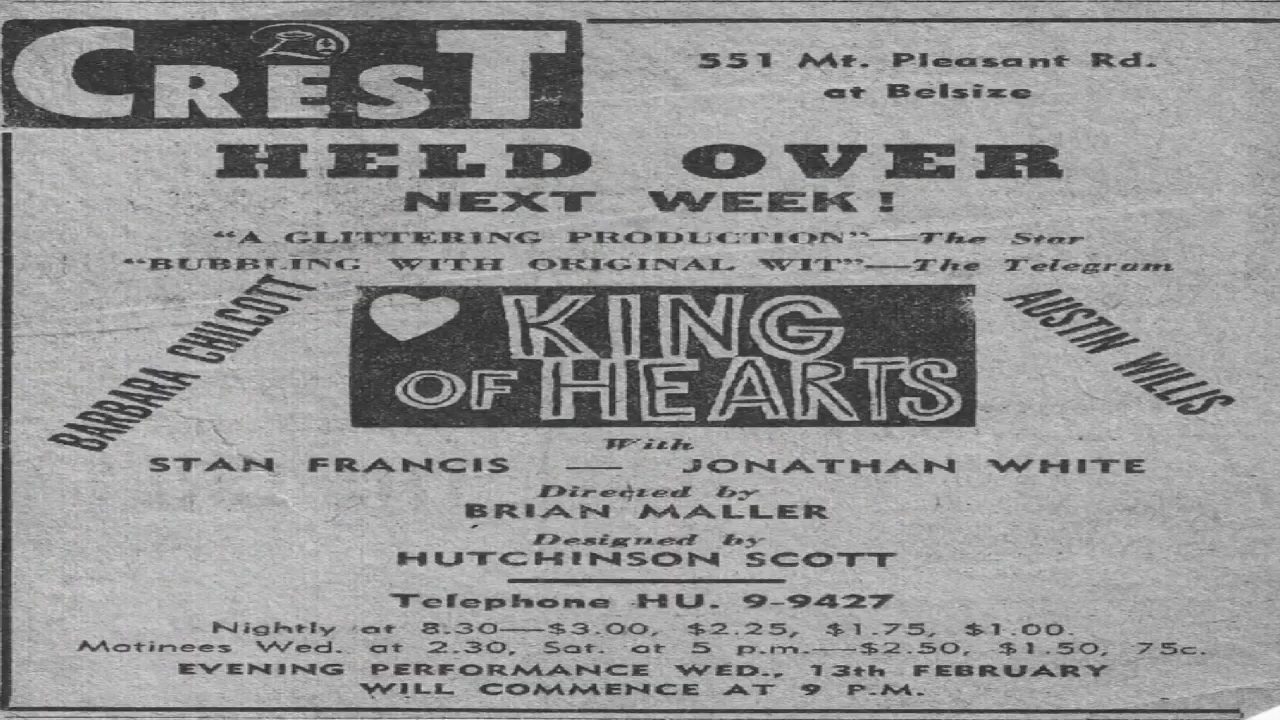 CREST
551 Mt. Pleasant Rd.
at Belsize
HELD OVER
NEXT WEEK!
"A GLITTERING PRODUCTION"—The Star
"BUBBLING WITH ORIGINAL WIT"—The Telegram
BARBARA CHILCOTT
KING
OF HEARTS
AUSTIN WILLIS
With
STAN FRANCIS — JONATHAN WHITE
Directed by
BRIAN MALLER
Designed by
HUTCHINSON SCOTT
Telephone HU. 9-9427
Nightly at 8.30—$3.00, $2.25, $1.75, $1.00.
Matinees Wed. at 2.30, Sat. at 5 p.m.—$2.50, $1.50, 75c.
EVENING PERFORMANCE WED., 13th FEBRUARY
WILL COMMENCE AT 9 P.M.